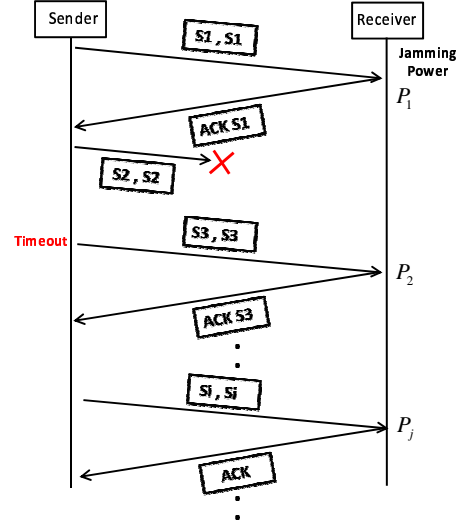 Sender
Receiver
S1 , S1
Jamming
Power
P1
ACK S1
S2 , S2
Timeout
S3 , S3
P2
ACK S3
Si , Si
Pj
ACK